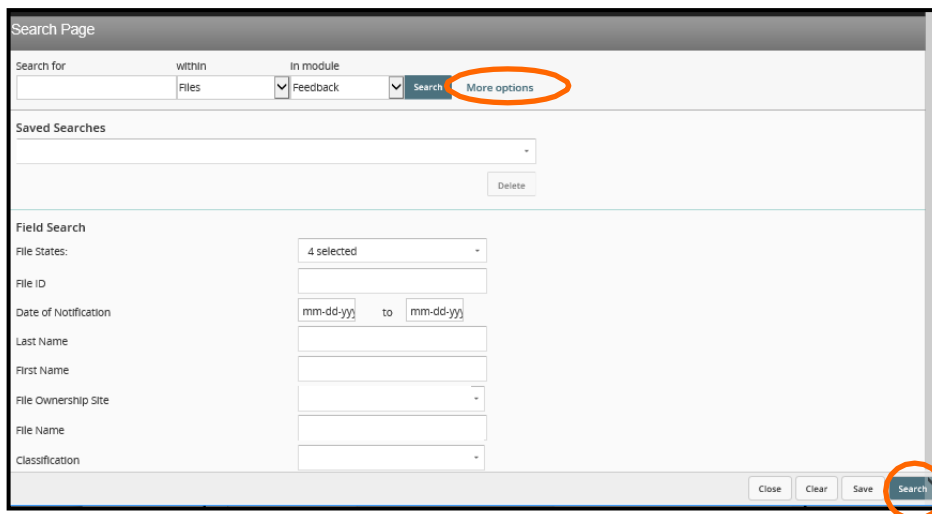 Search Page
Search for within In module
Files Feedback Search More options
Saved Searches
Delete
Field Search
File States: 4 selected
File ID
Date of Notification mm-dd-yyy to mm-dd-yyy
Last Name
First Name
File Ownership Site
File Name
Classification
Close Clear Save Search